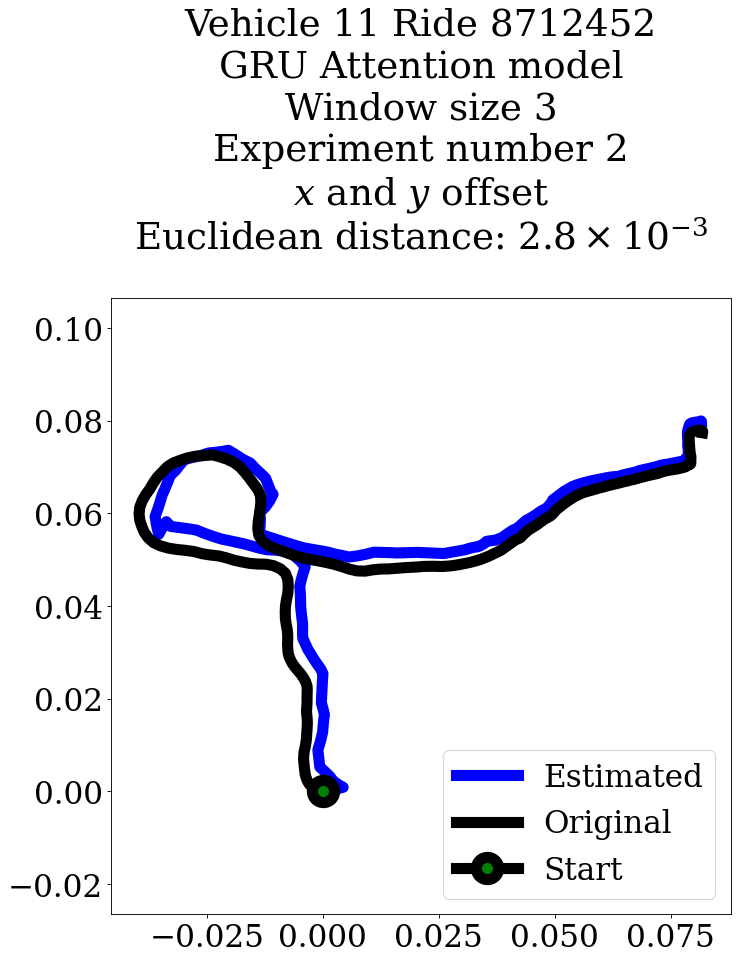 Vehicle 11 Ride 8712452
GRU Attention model
Window size 3
Experiment number 2
x and y offset
Euclidean distance: 2.8 × 10⁻³
0.10
0.08
0.06
0.04
0.02
0.00
−0.02
−0.025 0.000 0.025 0.050 0.075
Estimated
Original
Start